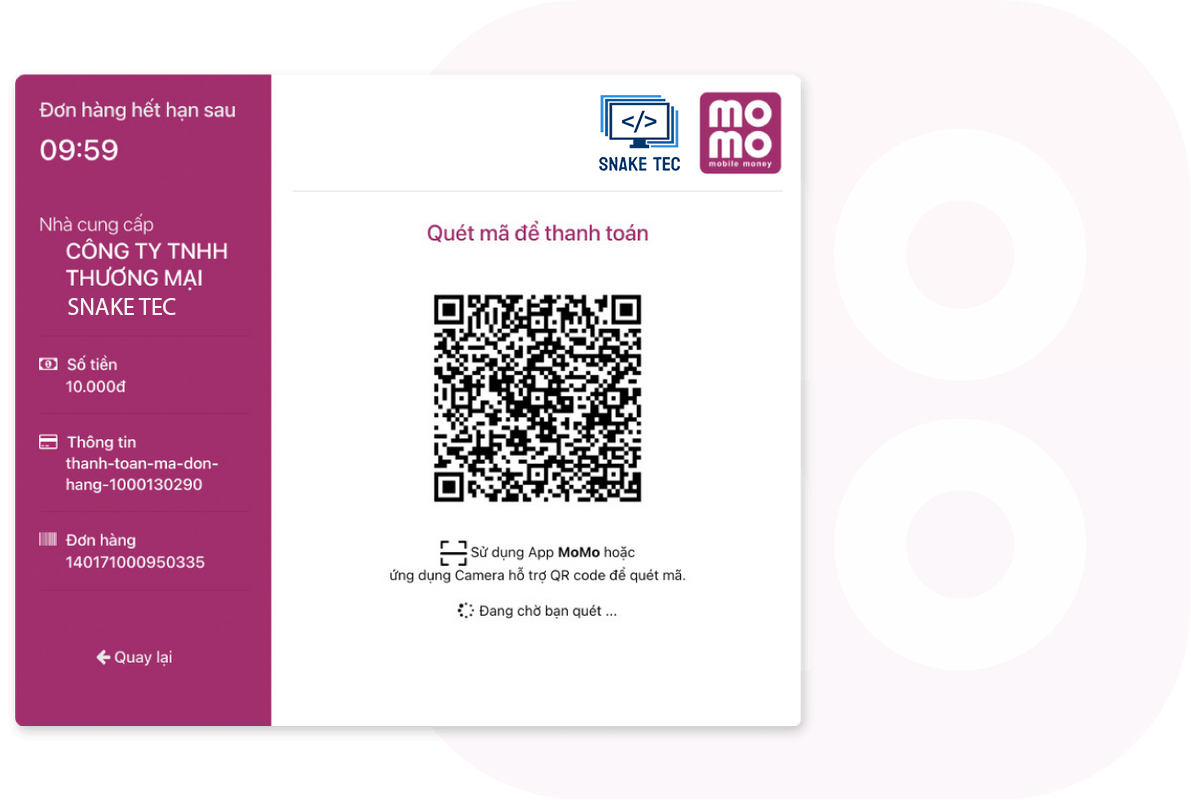 Đơn hàng hết hạn sau
09:59
Nhà cung cấp
CÔNG TY TNHH
THƯƠNG MẠI
SNAKE TEC
Số tiền
10.000đ
Thông tin
thanh-toan-ma-don-
hang-1000130290
Đơn hàng
140171000950335
Quay lại
</>
SNAKE TEC
mo
mo
mobile money
Quét mã để thanh toán
Sử dụng App MoMo hoặc
ứng dụng Camera hỗ trợ QR code để quét mã.
Đang chờ bạn quét ...